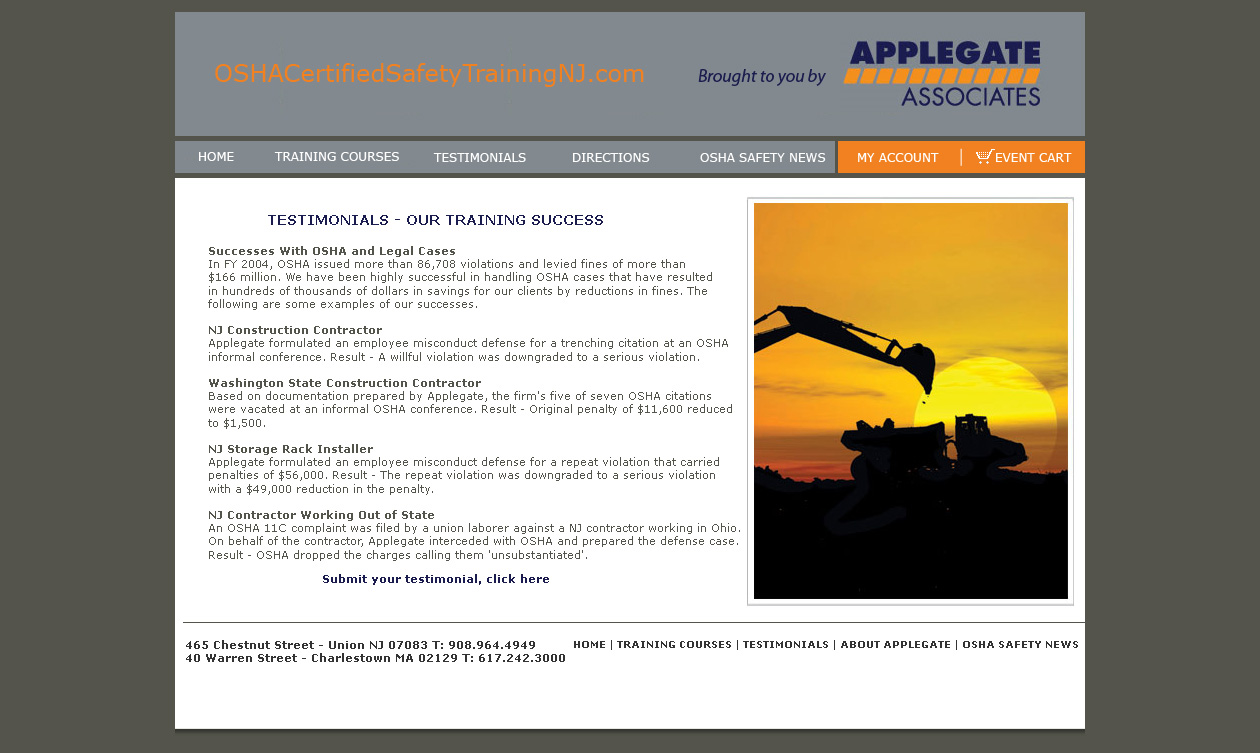 OSHACertifiedSafetyTrainingNJ.com
Brought to you by
APPLEGATE
ASSOCIATES
HOME TRAINING COURSES TESTIMONIALS DIRECTIONS OSHA SAFETY NEWS MY ACCOUNT | EVENT CART
TESTIMONIALS - OUR TRAINING SUCCESS
Successes With OSHA and Legal Cases
In FY 2004, OSHA issued more than 86,708 violations and levied fines of more than
$166 million. We have been highly successful in handling OSHA cases that have resulted
in hundreds of thousands of dollars in savings for our clients by reductions in fines. The
following are some examples of our successes.
NJ Construction Contractor
Applegate formulated an employee misconduct defense for a trenching citation at an OSHA
informal conference. Result - A willful violation was downgraded to a serious violation.
Washington State Construction Contractor
Based on documentation prepared by Applegate, the firm's five of seven OSHA citations
were vacated at an informal OSHA conference. Result - Original penalty of $11,600 reduced
to $1,500.
NJ Storage Rack Installer
Applegate formulated an employee misconduct defense for a repeat violation that carried
penalties of $56,000. Result - The repeat violation was downgraded to a serious violation
with a $49,000 reduction in the penalty.
NJ Contractor Working Out of State
An OSHA 11C complaint was filed by a union laborer against a NJ contractor working in Ohio.
On behalf of the contractor, Applegate interceded with OSHA and prepared the defense case.
Result - OSHA dropped the charges calling them 'unsubstantiated'.
Submit your testimonial, click here
465 Chestnut Street - Union NJ 07083 T: 908.964.4949
40 Warren Street - Charlestown MA 02129 T: 617.242.3000
HOME | TRAINING COURSES | TESTIMONIALS | ABOUT APPLEGATE | OSHA SAFETY NEWS